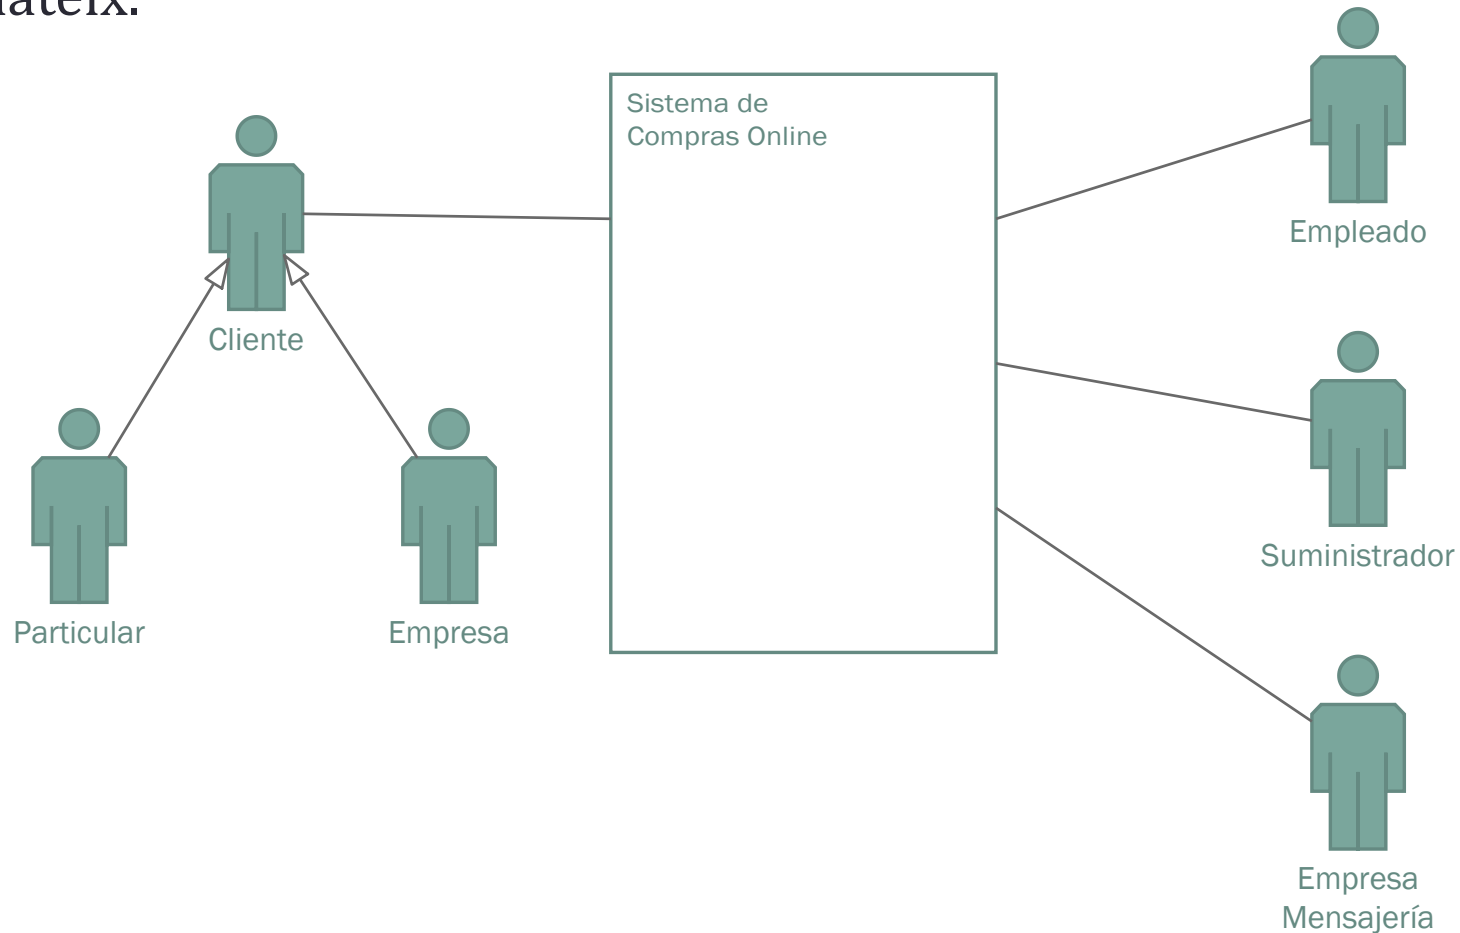 Sistema de
Compras Online
Cliente
Particular
Empresa
Empleado
Suministrador
Empresa
Mensajería